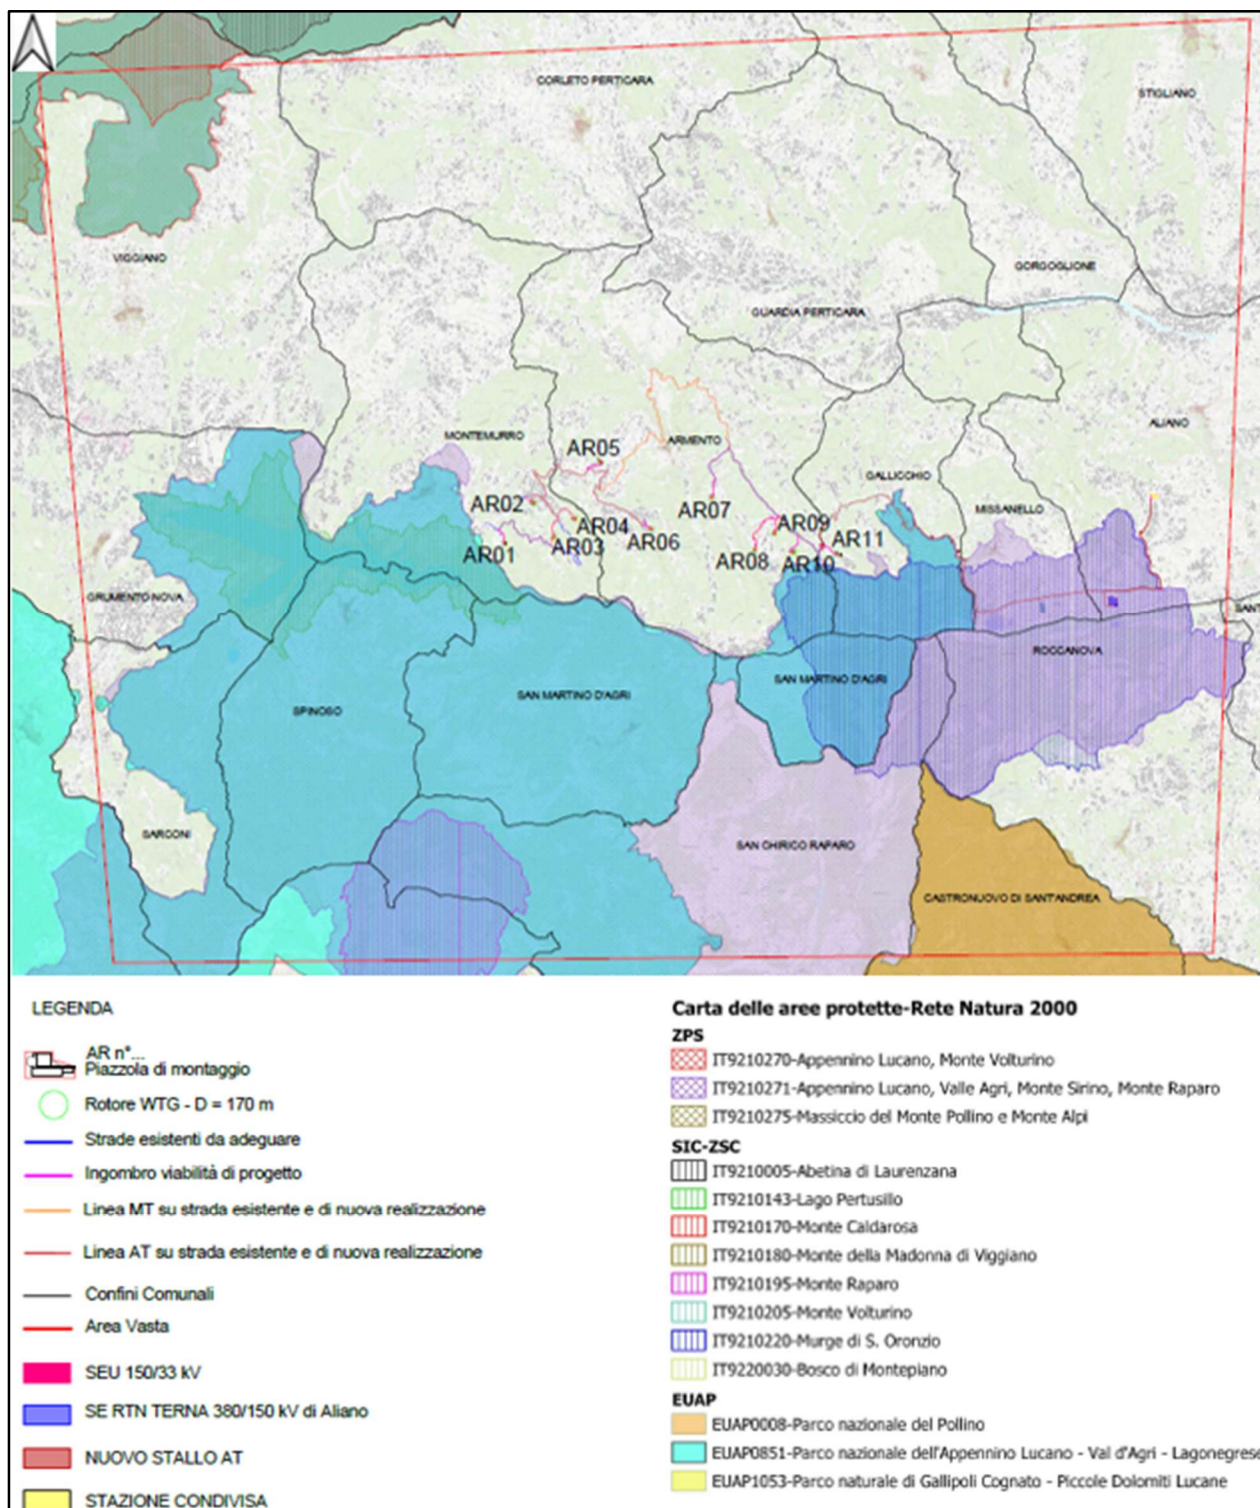 CORLETO PERTICARA
STIGLIANO
VIGGIANO
GORGOGLIONE
GUARDIA PERTICARA
ALIANO
MONTEMURRO
ARMENTO
AR05
GALLICCHIO
AR02
AR07
MISSANELLO
AR04
AR09
AR01
AR03
AR06
AR11
AR08
AR10
GRUMENTO NOVA
SANT
ROCCANOVA
SAN MARTINO D'AGRI
SAN MARTINO D'AGRI
SPINOSO
SARCONI
SAN CHIRICO RAPARO
CASTRONUOVO DI SANT'ANDREA
LEGENDA
AR n°...
Piazzola di montaggio
Rotore WTG - D = 170 m
Strade esistenti da adeguare
Ingombro viabilità di progetto
Linea MT su strada esistente e di nuova realizzazione
Linea AT su strada esistente e di nuova realizzazione
Confini Comunali
Area Vasta
SEU 150/33 kV
SE RTN TERNA 380/150 kV di Aliano
NUOVO STALLO AT
STAZIONE CONDIVISA
Carta delle aree protette-Rete Natura 2000
ZPS
IT9210270-Appennino Lucano, Monte Volturino
IT9210271-Appennino Lucano, Valle Agri, Monte Sirino, Monte Raparo
IT9210275-Massiccio del Monte Pollino e Monte Alpi
SIC-ZSC
IT9210005-Abetina di Laurenzana
IT9210143-Lago Pertusillo
IT9210170-Monte Caldarosa
IT9210180-Monte della Madonna di Viggiano
IT9210195-Monte Raparo
IT9210205-Monte Volturino
IT9210220-Murge di S. Oronzio
IT9220030-Bosco di Montepiano
EUAP
EUAP0008-Parco nazionale del Pollino
EUAP0851-Parco nazionale dell'Appennino Lucano - Val d'Agri - Lagonegrese
EUAP1053-Parco naturale di Gallipoli Cognato - Piccole Dolomiti Lucane